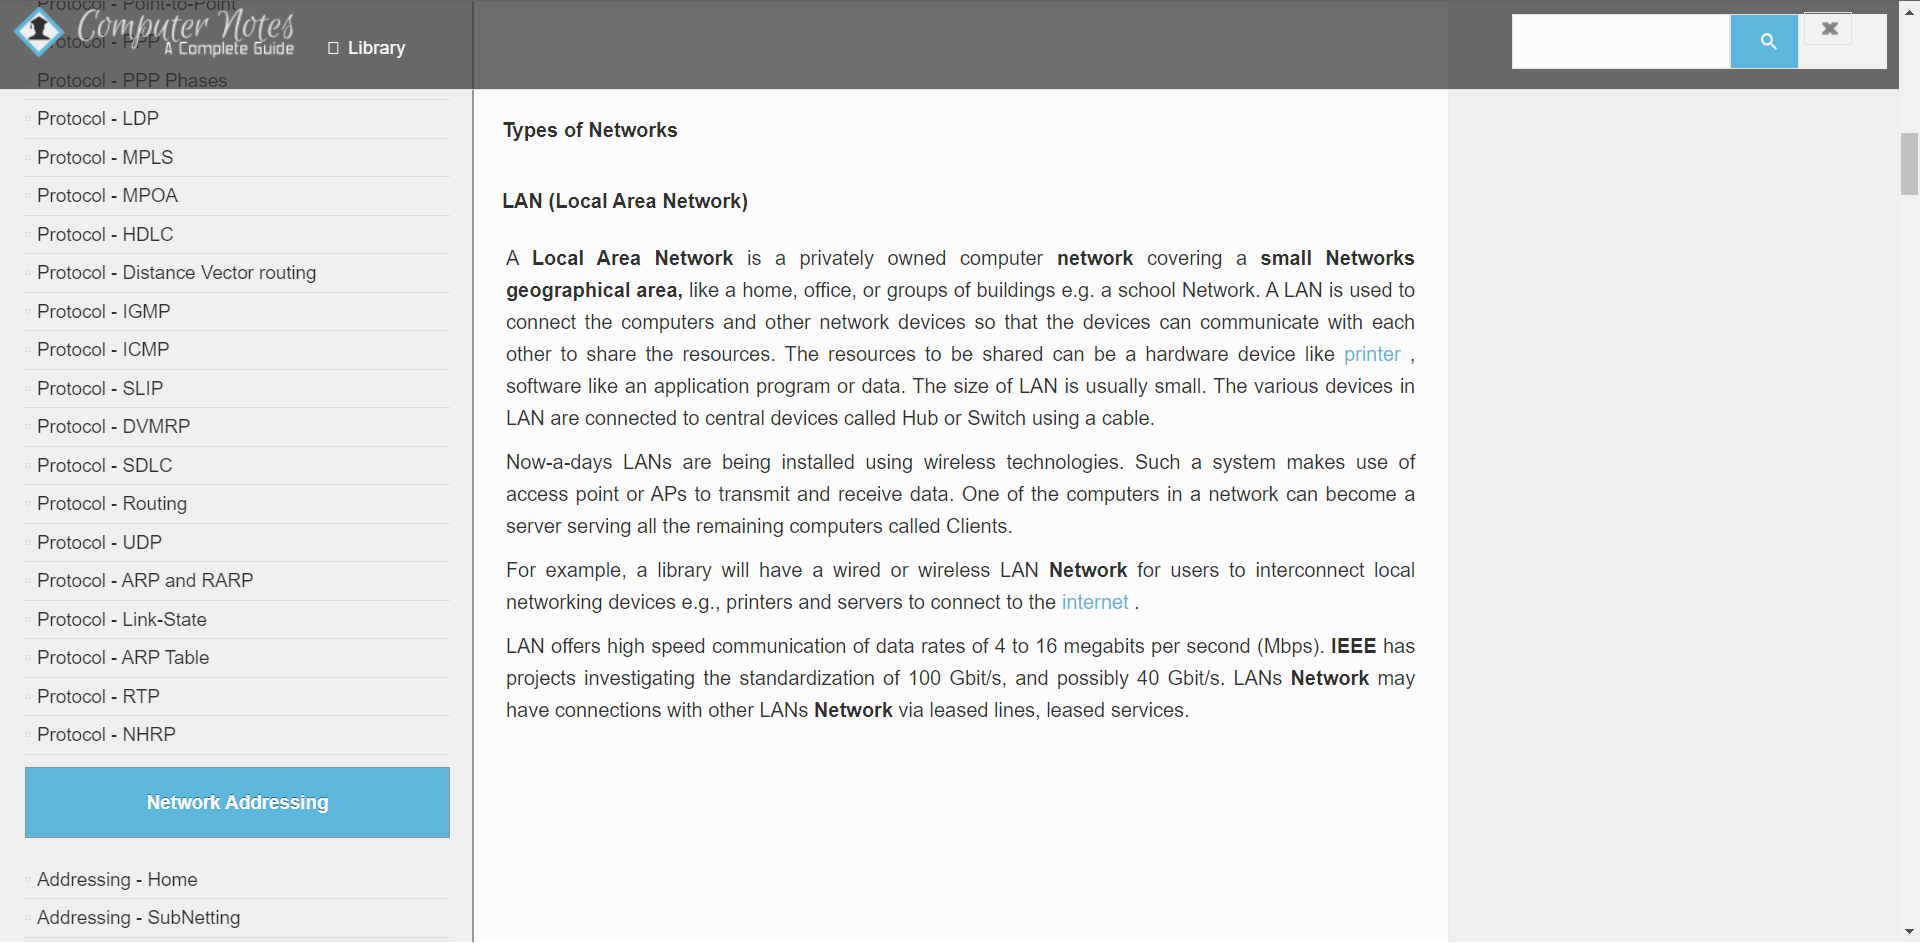 Protocol - Point-to-Point
Computer Notes
A Complete Guide
Library
Protocol - PPP
Protocol - PPP Phases
Protocol - LDP
Protocol - MPLS
Protocol - MPOA
Protocol - HDLC
Protocol - Distance Vector routing
Protocol - IGMP
Protocol - ICMP
Protocol - SLIP
Protocol - DVMRP
Protocol - SDLC
Protocol - Routing
Protocol - UDP
Protocol - ARP and RARP
Protocol - Link-State
Protocol - ARP Table
Protocol - RTP
Protocol - NHRP
Network Addressing
Addressing - Home
Addressing - SubNetting
Types of Networks
LAN (Local Area Network)
A Local Area Network is a privately owned computer network covering a small Networks
geographical area, like a home, office, or groups of buildings e.g. a school Network. A LAN is used to
connect the computers and other network devices so that the devices can communicate with each
other to share the resources. The resources to be shared can be a hardware device like printer ,
software like an application program or data. The size of LAN is usually small. The various devices in
LAN are connected to central devices called Hub or Switch using a cable.
Now-a-days LANs are being installed using wireless technologies. Such a system makes use of
access point or APs to transmit and receive data. One of the computers in a network can become a
server serving all the remaining computers called Clients.
For example, a library will have a wired or wireless LAN Network for users to interconnect local
networking devices e.g., printers and servers to connect to the internet .
LAN offers high speed communication of data rates of 4 to 16 megabits per second (Mbps). IEEE has
projects investigating the standardization of 100 Gbit/s, and possibly 40 Gbit/s. LANs Network may
have connections with other LANs Network via leased lines, leased services.